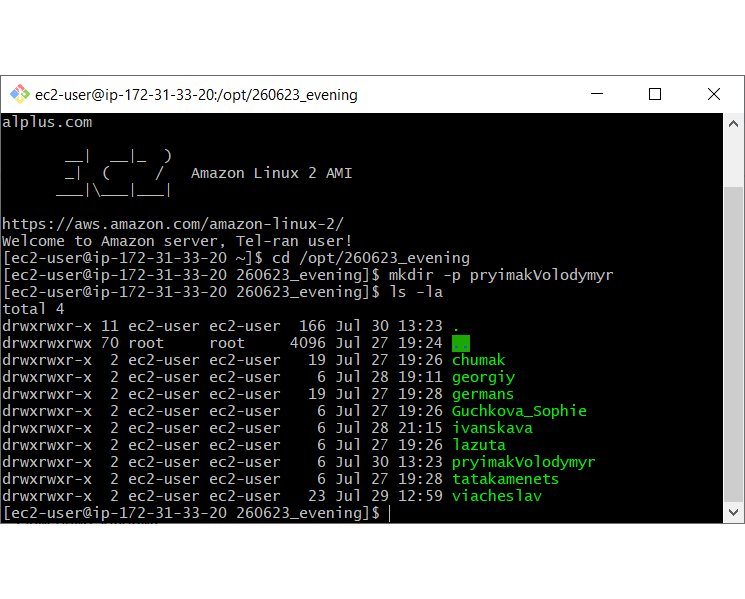 ec2-user@ip-172-31-33-20:/opt/260623_evening
alplus.com
__|  __|_  )
_|  (     /   Amazon Linux 2 AMI
___|\___|___|
https://aws.amazon.com/amazon-linux-2/
Welcome to Amazon server, Tel-ran user!
[ec2-user@ip-172-31-33-20 ~]$ cd /opt/260623_evening
[ec2-user@ip-172-31-33-20 260623_evening]$ mkdir -p pryimakVolodymyr
[ec2-user@ip-172-31-33-20 260623_evening]$ ls -la
total 4
drwxrwxr-x 11 ec2-user ec2-user  166 Jul 30 13:23 .
drwxrwxrwx 70 root     root     4096 Jul 27 19:24 ..
drwxrwxr-x  2 ec2-user ec2-user   19 Jul 27 19:26 chumak
drwxrwxr-x  2 ec2-user ec2-user    6 Jul 28 19:11 georgiy
drwxrwxr-x  2 ec2-user ec2-user   19 Jul 27 19:28 germans
drwxrwxr-x  2 ec2-user ec2-user    6 Jul 27 19:26 Guchkova_Sophie
drwxrwxr-x  2 ec2-user ec2-user    6 Jul 28 21:15 ivanskava
drwxrwxr-x  2 ec2-user ec2-user    6 Jul 27 19:26 lazuta
drwxrwxr-x  2 ec2-user ec2-user    6 Jul 30 13:23 pryimakVolodymyr
drwxrwxr-x  2 ec2-user ec2-user    6 Jul 27 19:28 tatakamenets
drwxrwxr-x  2 ec2-user ec2-user   23 Jul 29 12:59 viacheslav
[ec2-user@ip-172-31-33-20 260623_evening]$